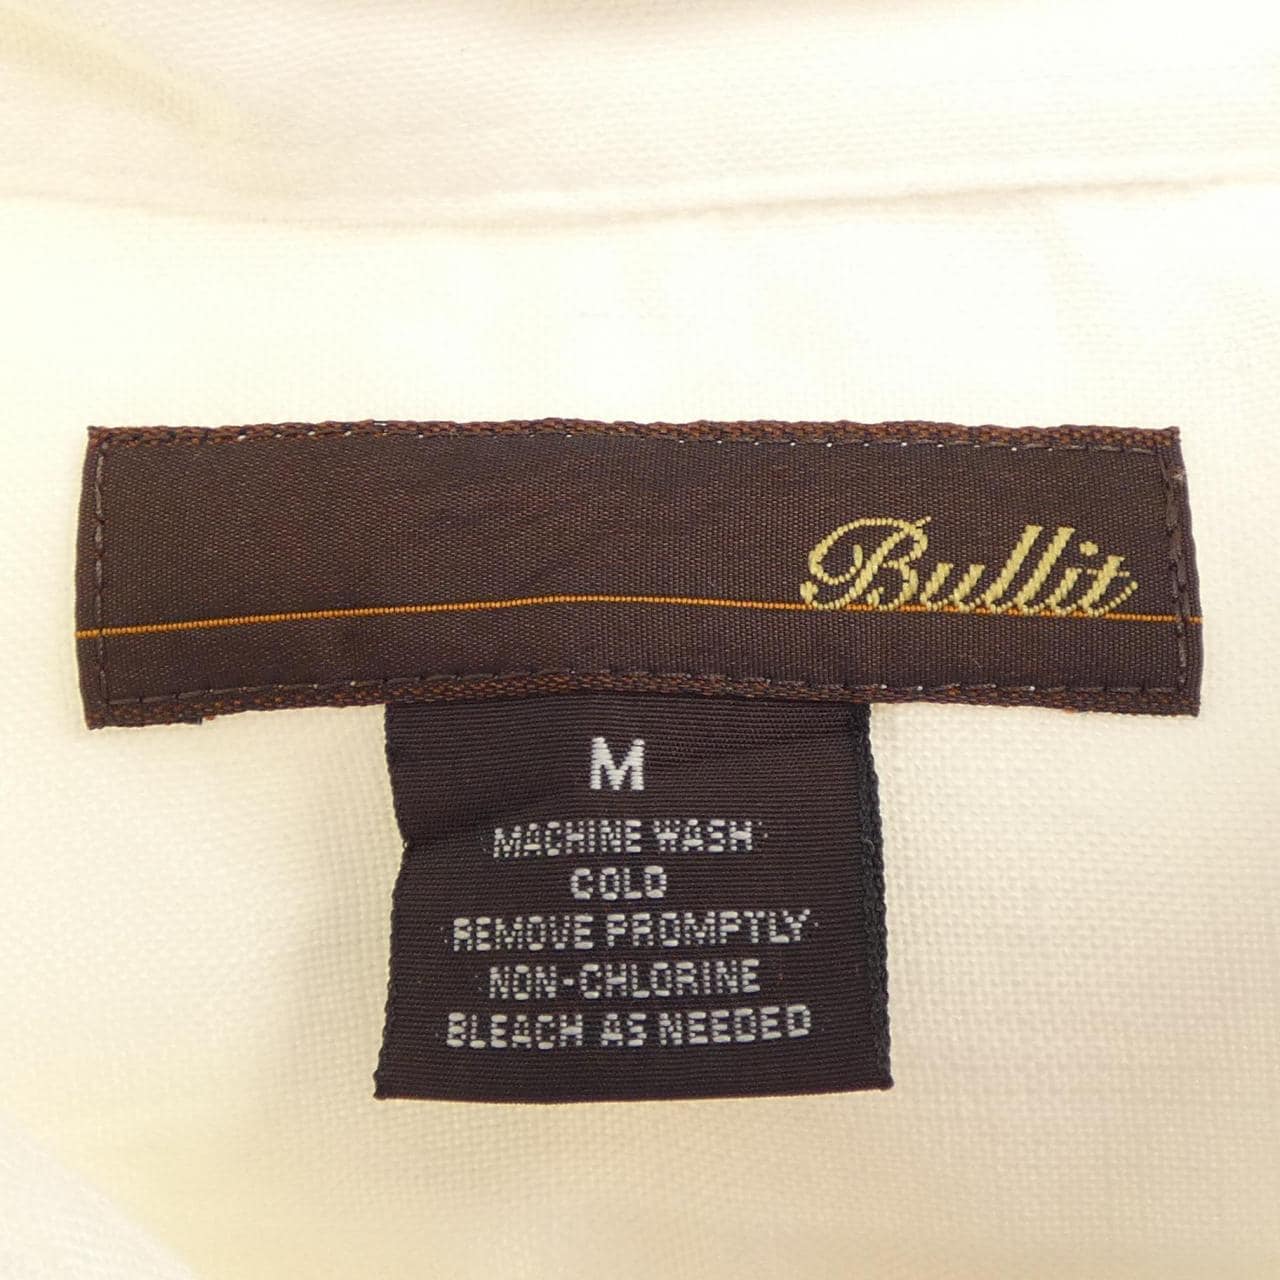 Bullit
M
MACHINE WASH
COLD
REMOVE PROMPTLY
NON-CHLORINE
BLEACH AS NEEDED